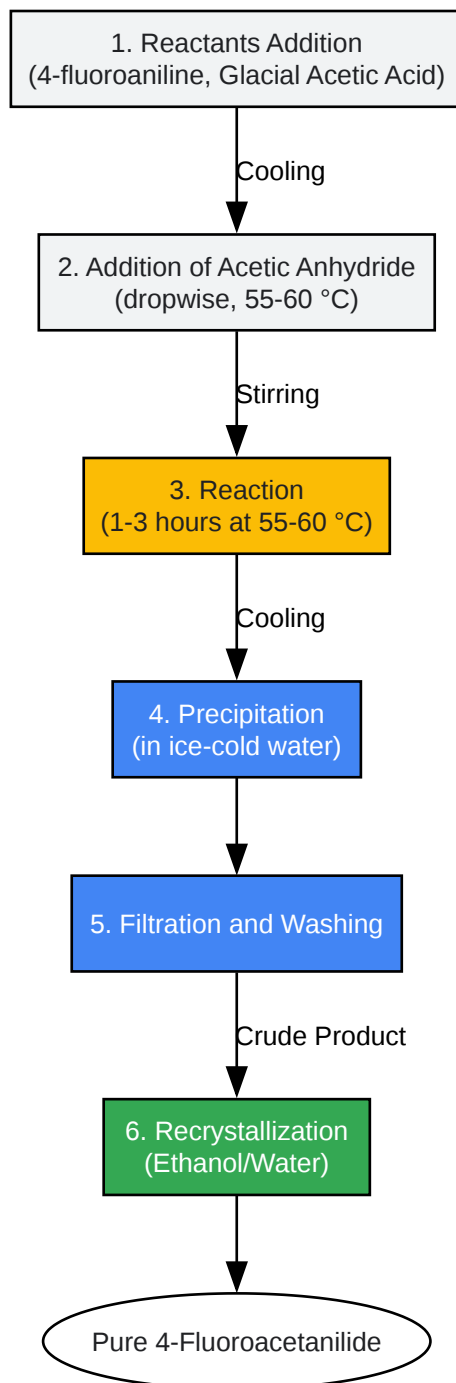 1. Reactants Addition
(4-fluoroaniline, Glacial Acetic Acid)
Cooling
2. Addition of Acetic Anhydride
(dropwise, 55-60 °C)
Stirring
3. Reaction
(1-3 hours at 55-60 °C)
Cooling
4. Precipitation
(in ice-cold water)
5. Filtration and Washing
Crude Product
6. Recrystallization
(Ethanol/Water)
Pure 4-Fluoroacetanilide